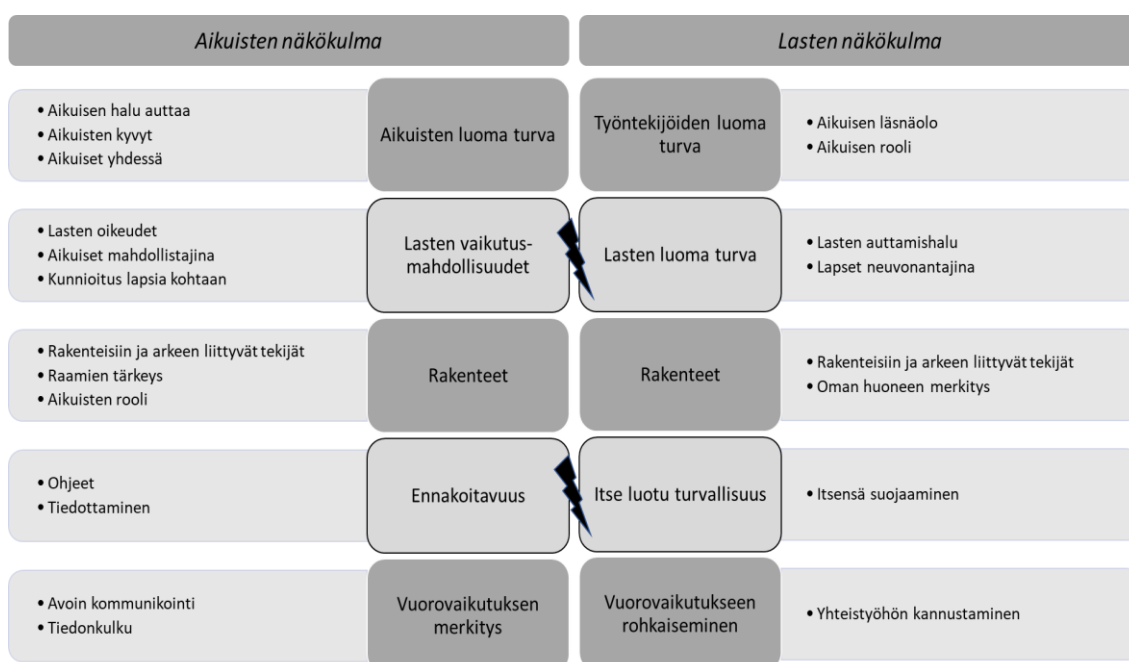 Aikuisten näkökulma
Lasten näkökulma
• Aikuisen halu auttaa
• Aikuisten kyvyt
• Aikuiset yhdessä
Aikuisten luoma turva
Työntekijöiden luoma
turva
• Aikuisen läsnäolo
• Aikuisen rooli
• Lasten oikeudet
• Aikuiset mahdollistajina
• Kunnioitus lapsia kohtaan
Lasten vaikutus-
mahdollisuudet
Lasten luoma turva
• Lasten auttamishalu
• Lapset neuvonantajina
• Rakenteisiin ja arkeen liittyvät tekijät
• Raamien tärkeys
• Aikuisten rooli
Rakenteet
Rakenteet
• Rakenteisiin ja arkeen liittyvät tekijät
• Oman huoneen merkitys
• Ohjeet
• Tiedottaminen
Ennakoitavuus
Itse luotu turvallisuus
• Itsensä suojaaminen
• Avoin kommunikointi
• Tiedonkulku
Vuorovaikutuksen
merkitys
Vuorovaikutukseen
rohkaiseminen
• Yhteistyöhön kannustaminen